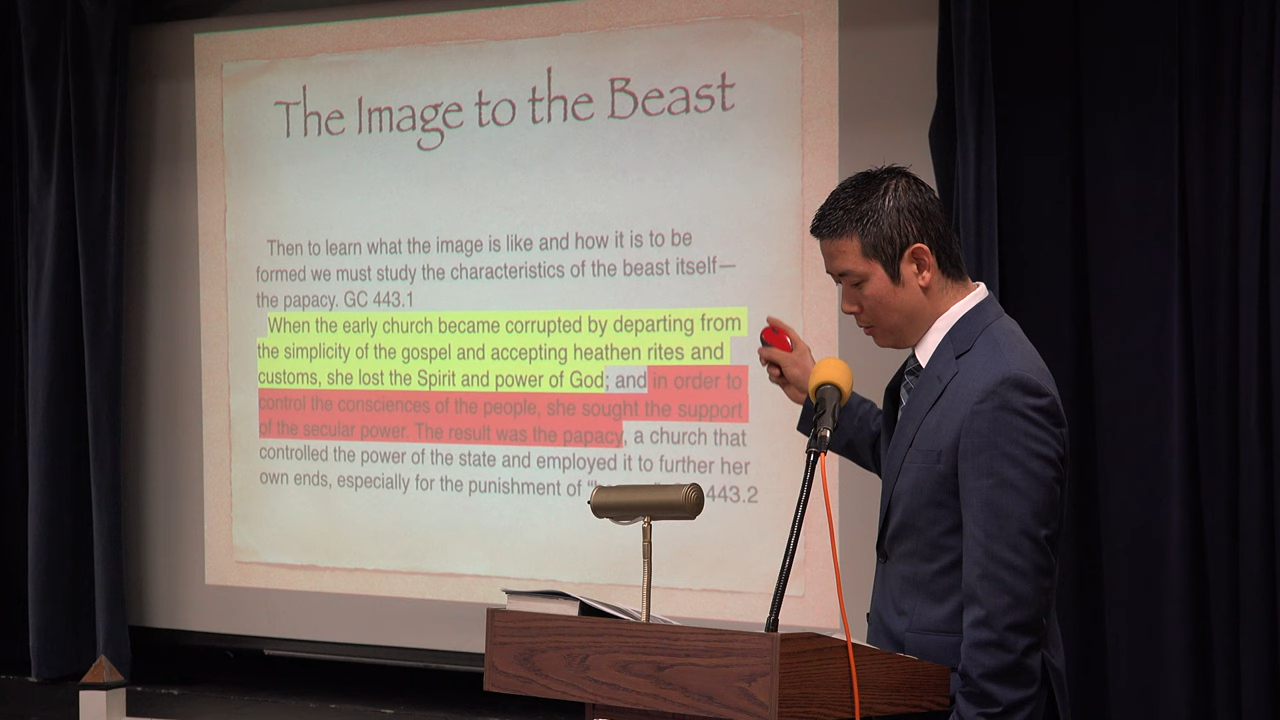 The Image to the Beast
Then to learn what the image is like and how it is to be
formed we must study the characteristics of the beast itself—
the papacy. GC 443.1
When the early church became corrupted by departing from
the simplicity of the gospel and accepting heathen rites and
customs, she lost the Spirit and power of God; and in order to
control the consciences of the people, she sought the support
of the secular power. The result was the papacy, a church that
controlled the power of the state and employed it to further her
own ends, especially for the punishment of 443.2